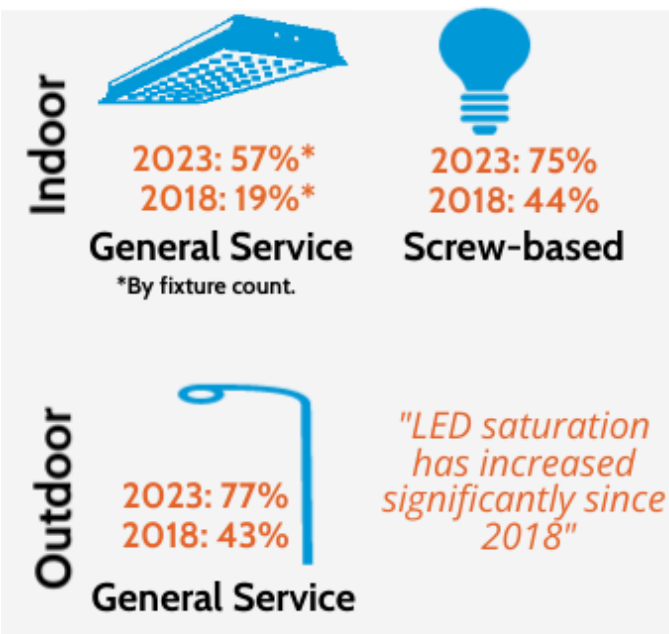 Indoor
2023: 57%*
2018: 19%*
General Service
*By fixture count.
2023: 75%
2018: 44%
Screw-based
Outdoor
2023: 77%
2018: 43%
General Service
"LED saturation
has increased
significantly since
2018"